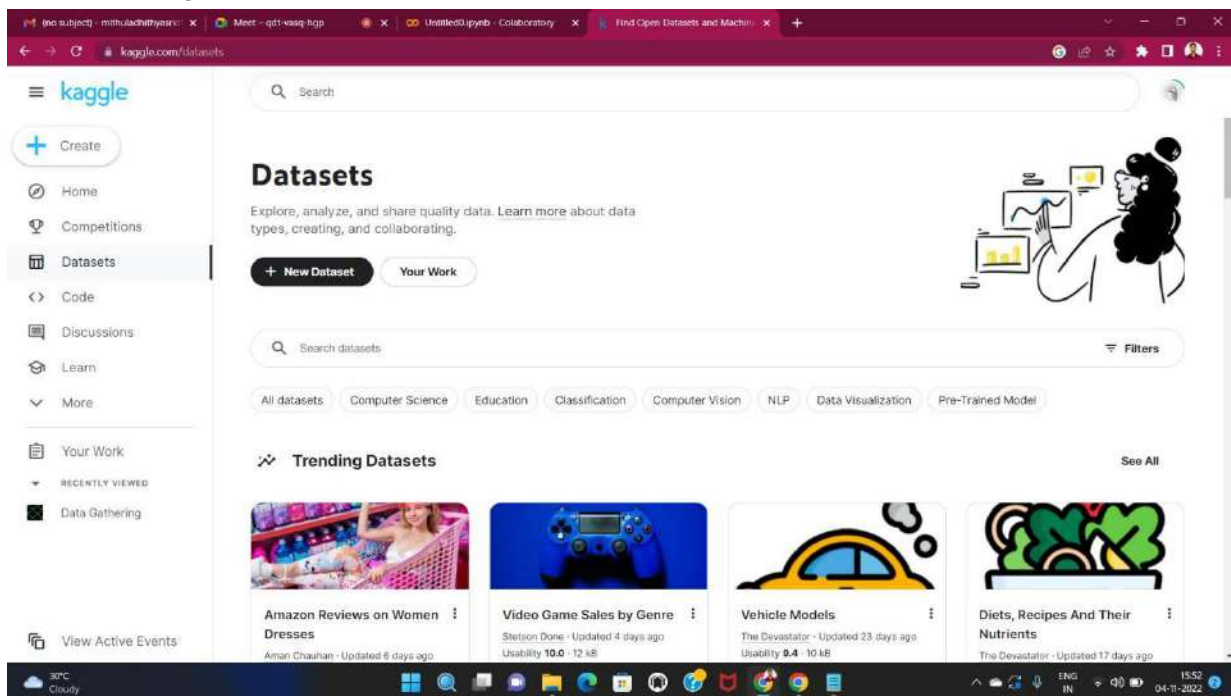 (no subject) - mithuladhithyasri
Meet - qdt-vasq-hgp
Untitled0.ipynb - Colaboratory
Find Open Datasets and Machin
kaggle.com/datasets
kaggle
Search
Create
Home
Competitions
Datasets
Code
Discussions
Learn
More
Your Work
RECENTLY VIEWED
Data Gathering
View Active Events
Datasets
Explore, analyze, and share quality data. Learn more about data
types, creating, and collaborating.
+ New Dataset
Your Work
Search datasets
Filters
All datasets
Computer Science
Education
Classification
Computer Vision
NLP
Data Visualization
Pre-Trained Model
Trending Datasets
See All
Amazon Reviews on Women
Dresses
Aman Chauhan · Updated 6 days ago
Video Game Sales by Genre
Stetson Done · Updated 4 days ago
Usability 10.0 · 12 kB
Vehicle Models
The Devastator · Updated 23 days ago
Usability 9.4 · 10 kB
Diets, Recipes And Their
Nutrients
The Devastator · Updated 17 days ago
30°C
Cloudy
ENG
IN
15:52
04-11-2022